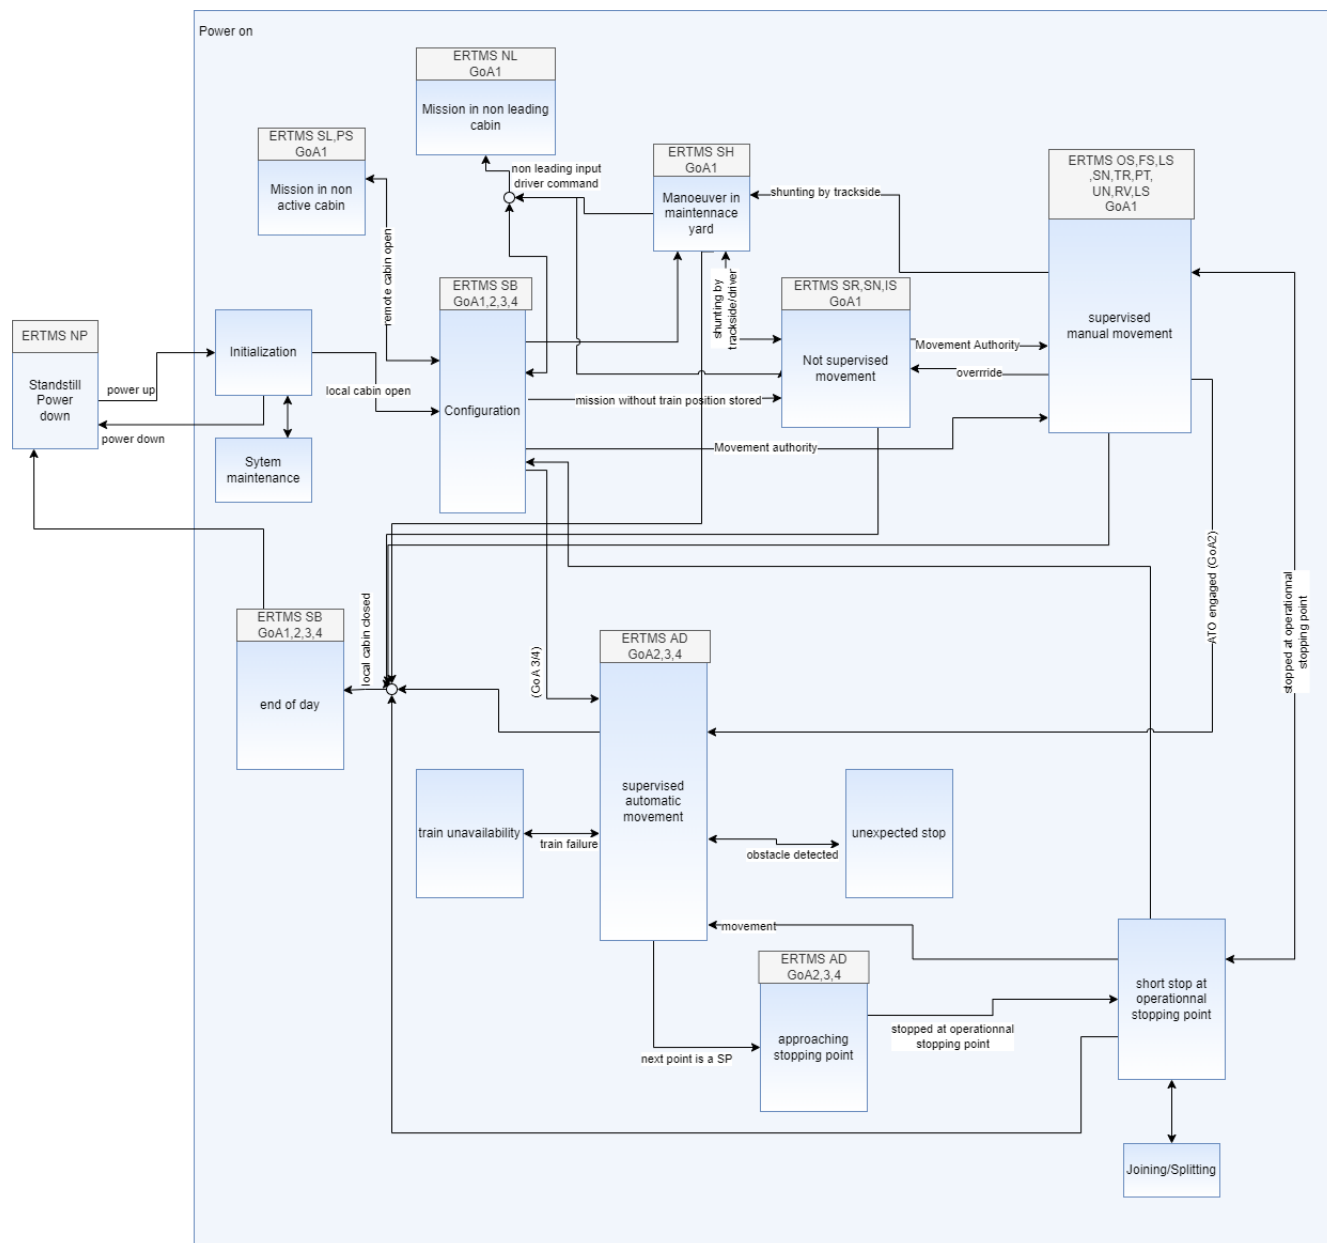 Power on
ERTMS NL
GoA1
Mission in non leading
cabin
ERTMS SL,PS
GoA1
Mission in non
active cabin
non leading input
driver command
ERTMS SH
GoA1
Manoeuver in
maintennace
yard
shunting by trackside
ERTMS OS,FS,LS
,SN,TR,PT,
UN,RV,LS
GoA1
supervised
manual movement
remote cabin open
ERTMS SB
GoA1,2,3,4
Configuration
shunting by
trackside/driver
ERTMS SR,SN,IS
GoA1
Not supervised
movement
Movement Authority
overrride
ERTMS NP
Standstill
Power
down
power up
Initialization
local cabin open
power down
Sytem
maintenance
mission without train position stored
Movement authority
ATO engaged (GoA2)
stopped at operationnal
stopping point
ERTMS SB
GoA1,2,3,4
end of day
local cabin closed
(GoA 3/4)
ERTMS AD
GoA2,3,4
supervised
automatic
movement
train unavailability
train failure
obstacle detected
unexpected stop
movement
ERTMS AD
GoA2,3,4
approaching
stopping point
next point is a SP
stopped at operationnal
stopping point
short stop at
operationnal
stopping point
Joining/Splitting